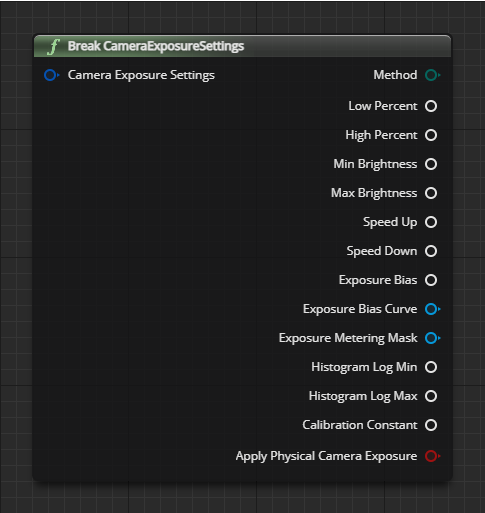 f Break CameraExposureSettings
Camera Exposure Settings Method
Low Percent
High Percent
Min Brightness
Max Brightness
Speed Up
Speed Down
Exposure Bias
Exposure Bias Curve
Exposure Metering Mask
Histogram Log Min
Histogram Log Max
Calibration Constant
Apply Physical Camera Exposure